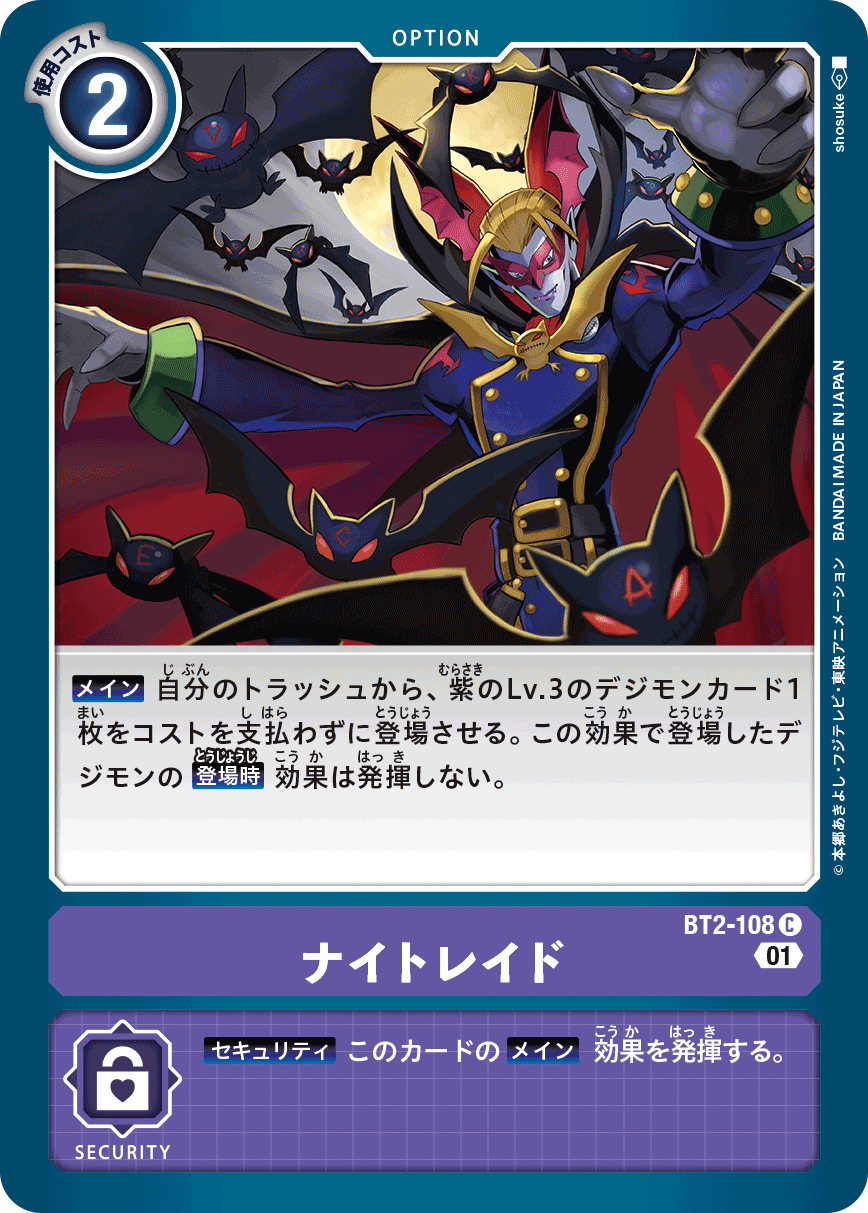 OPTION
使用コスト
2
shosuke
K
E
C
A
メイン 自分のトラッシュから、紫のLv.3のデジモンカード1
枚をコストを支払わずに登場させる。この効果で登場したデ
ジモンの 登場時 効果は発揮しない。
©本郷あきよし・フジテレビ・東映アニメーション BANDAI MADE IN JAPAN
BT2-108 C
01
ナイトレイド
セキュリティ このカードの メイン 効果を発揮する。
SECURITY